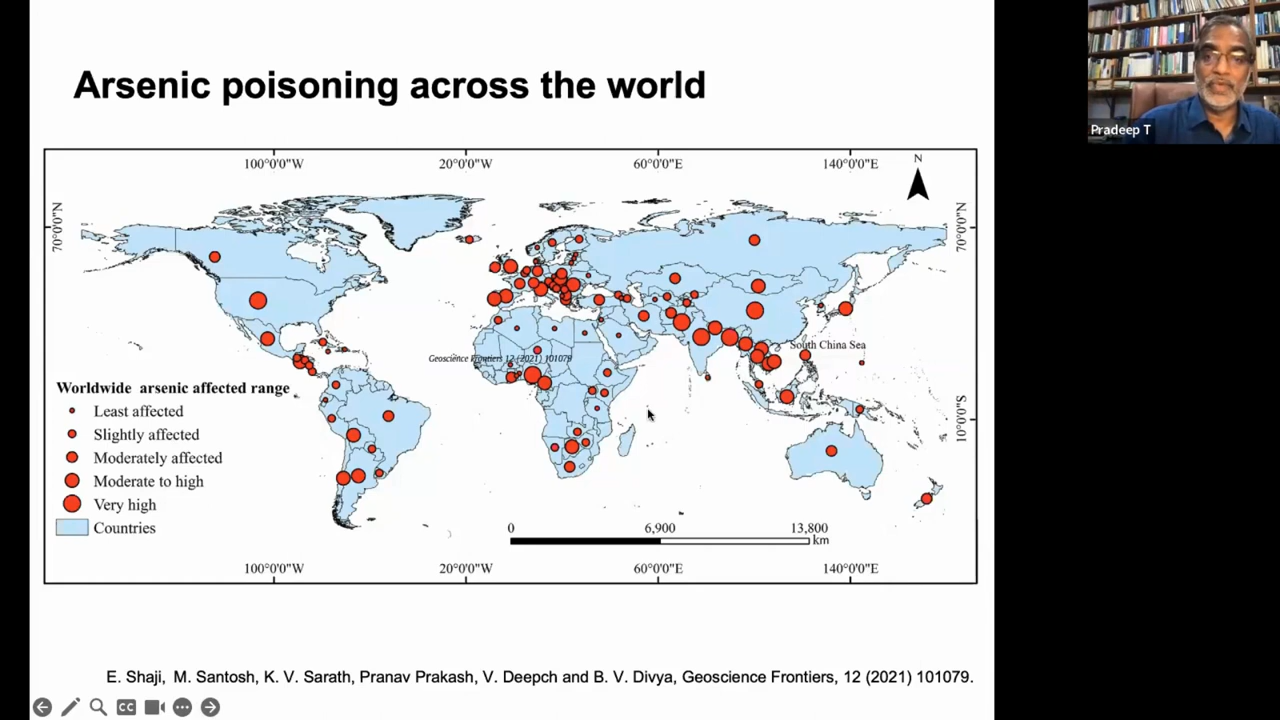 Arsenic poisoning across the world
Pradeep T
100°0'0"W 20°0'0"W 60°0'0"E 140°0'0"E
N
70°0'0"N 70°0'0"N
South China Sea
Geoscience Frontiers 12 (2021) 101079
Worldwide arsenic affected range
Least affected
Slightly affected
Moderately affected
Moderate to high
Very high
Countries
10°0'0"S
0 6,900 13,800
km
100°0'0"W 20°0'0"W 60°0'0"E 140°0'0"E
E. Shaji, M. Santosh, K. V. Sarath, Pranav Prakash, V. Deepch and B. V. Divya, Geoscience Frontiers, 12 (2021) 101079.
CC